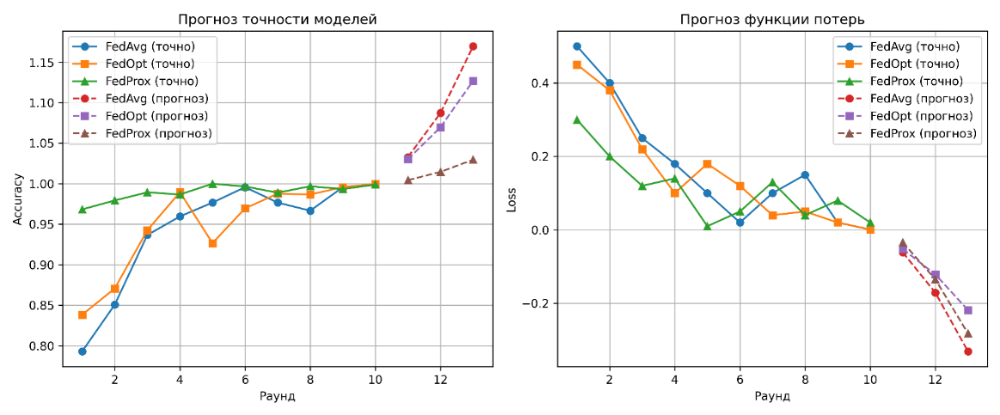 Прогноз точности моделей
FedAvg (точно)
FedOpt (точно)
FedProx (точно)
FedAvg (прогноз)
FedOpt (прогноз)
FedProx (прогноз)
Accuracy
1.15
1.10
1.05
1.00
0.95
0.90
0.85
0.80
2 4 6 8 10 12
Раунд
Прогноз функции потерь
FedAvg (точно)
FedOpt (точно)
FedProx (точно)
FedAvg (прогноз)
FedOpt (прогноз)
FedProx (прогноз)
Loss
0.4
0.2
0.0
−0.2
2 4 6 8 10 12
Раунд